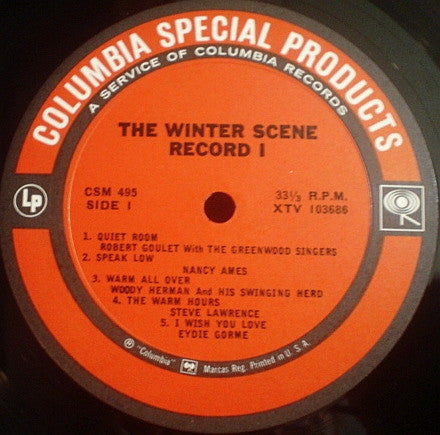 COLUMBIA SPECIAL PRODUCTS
A SERVICE OF COLUMBIA RECORDS
THE WINTER SCENE
RECORD I
CSM 495
SIDE I
33⅓ R.P.M.
XTV 103686
LP
1. QUIET ROOM
ROBERT GOULET With THE GREENWOOD SINGERS
2. SPEAK LOW
NANCY AMES
3. WARM ALL OVER
WOODY HERMAN And HIS SWINGING HERD
4. THE WARM HOURS
STEVE LAWRENCE
5. I WISH YOU LOVE
EYDIE GORME
® "Columbia" Marcas Reg. Printed in U. S. A.